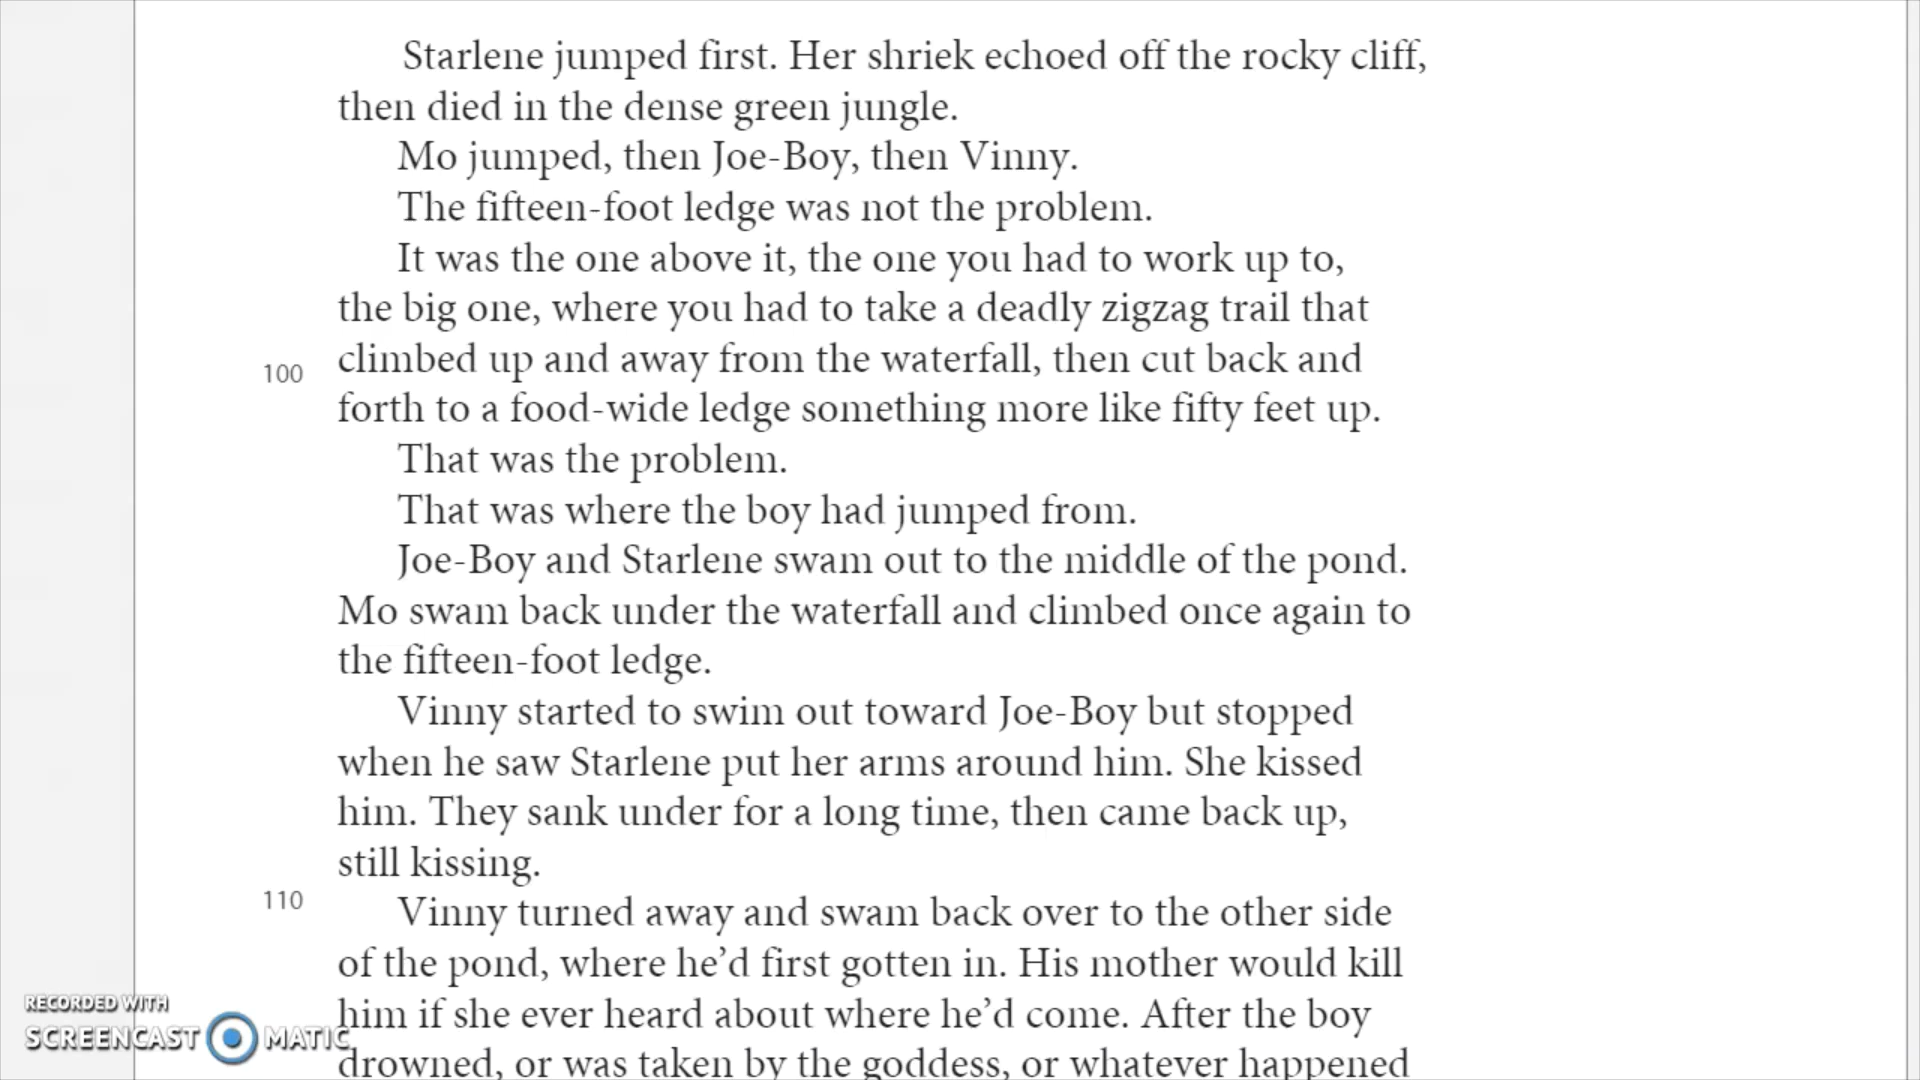 Starlene jumped first. Her shriek echoed off the rocky cliff,
then died in the dense green jungle.
Mo jumped, then Joe-Boy, then Vinny.
The fifteen-foot ledge was not the problem.
It was the one above it, the one you had to work up to,
the big one, where you had to take a deadly zigzag trail that
100 climbed up and away from the waterfall, then cut back and
forth to a food-wide ledge something more like fifty feet up.
That was the problem.
That was where the boy had jumped from.
Joe-Boy and Starlene swam out to the middle of the pond.
Mo swam back under the waterfall and climbed once again to
the fifteen-foot ledge.
Vinny started to swim out toward Joe-Boy but stopped
when he saw Starlene put her arms around him. She kissed
him. They sank under for a long time, then came back up,
still kissing.
110 Vinny turned away and swam back over to the other side
of the pond, where he’d first gotten in. His mother would kill
him if she ever heard about where he’d come. After the boy
drowned, or was taken by the goddess, or whatever happened
RECORDED WITH
SCREENCAST MATIC